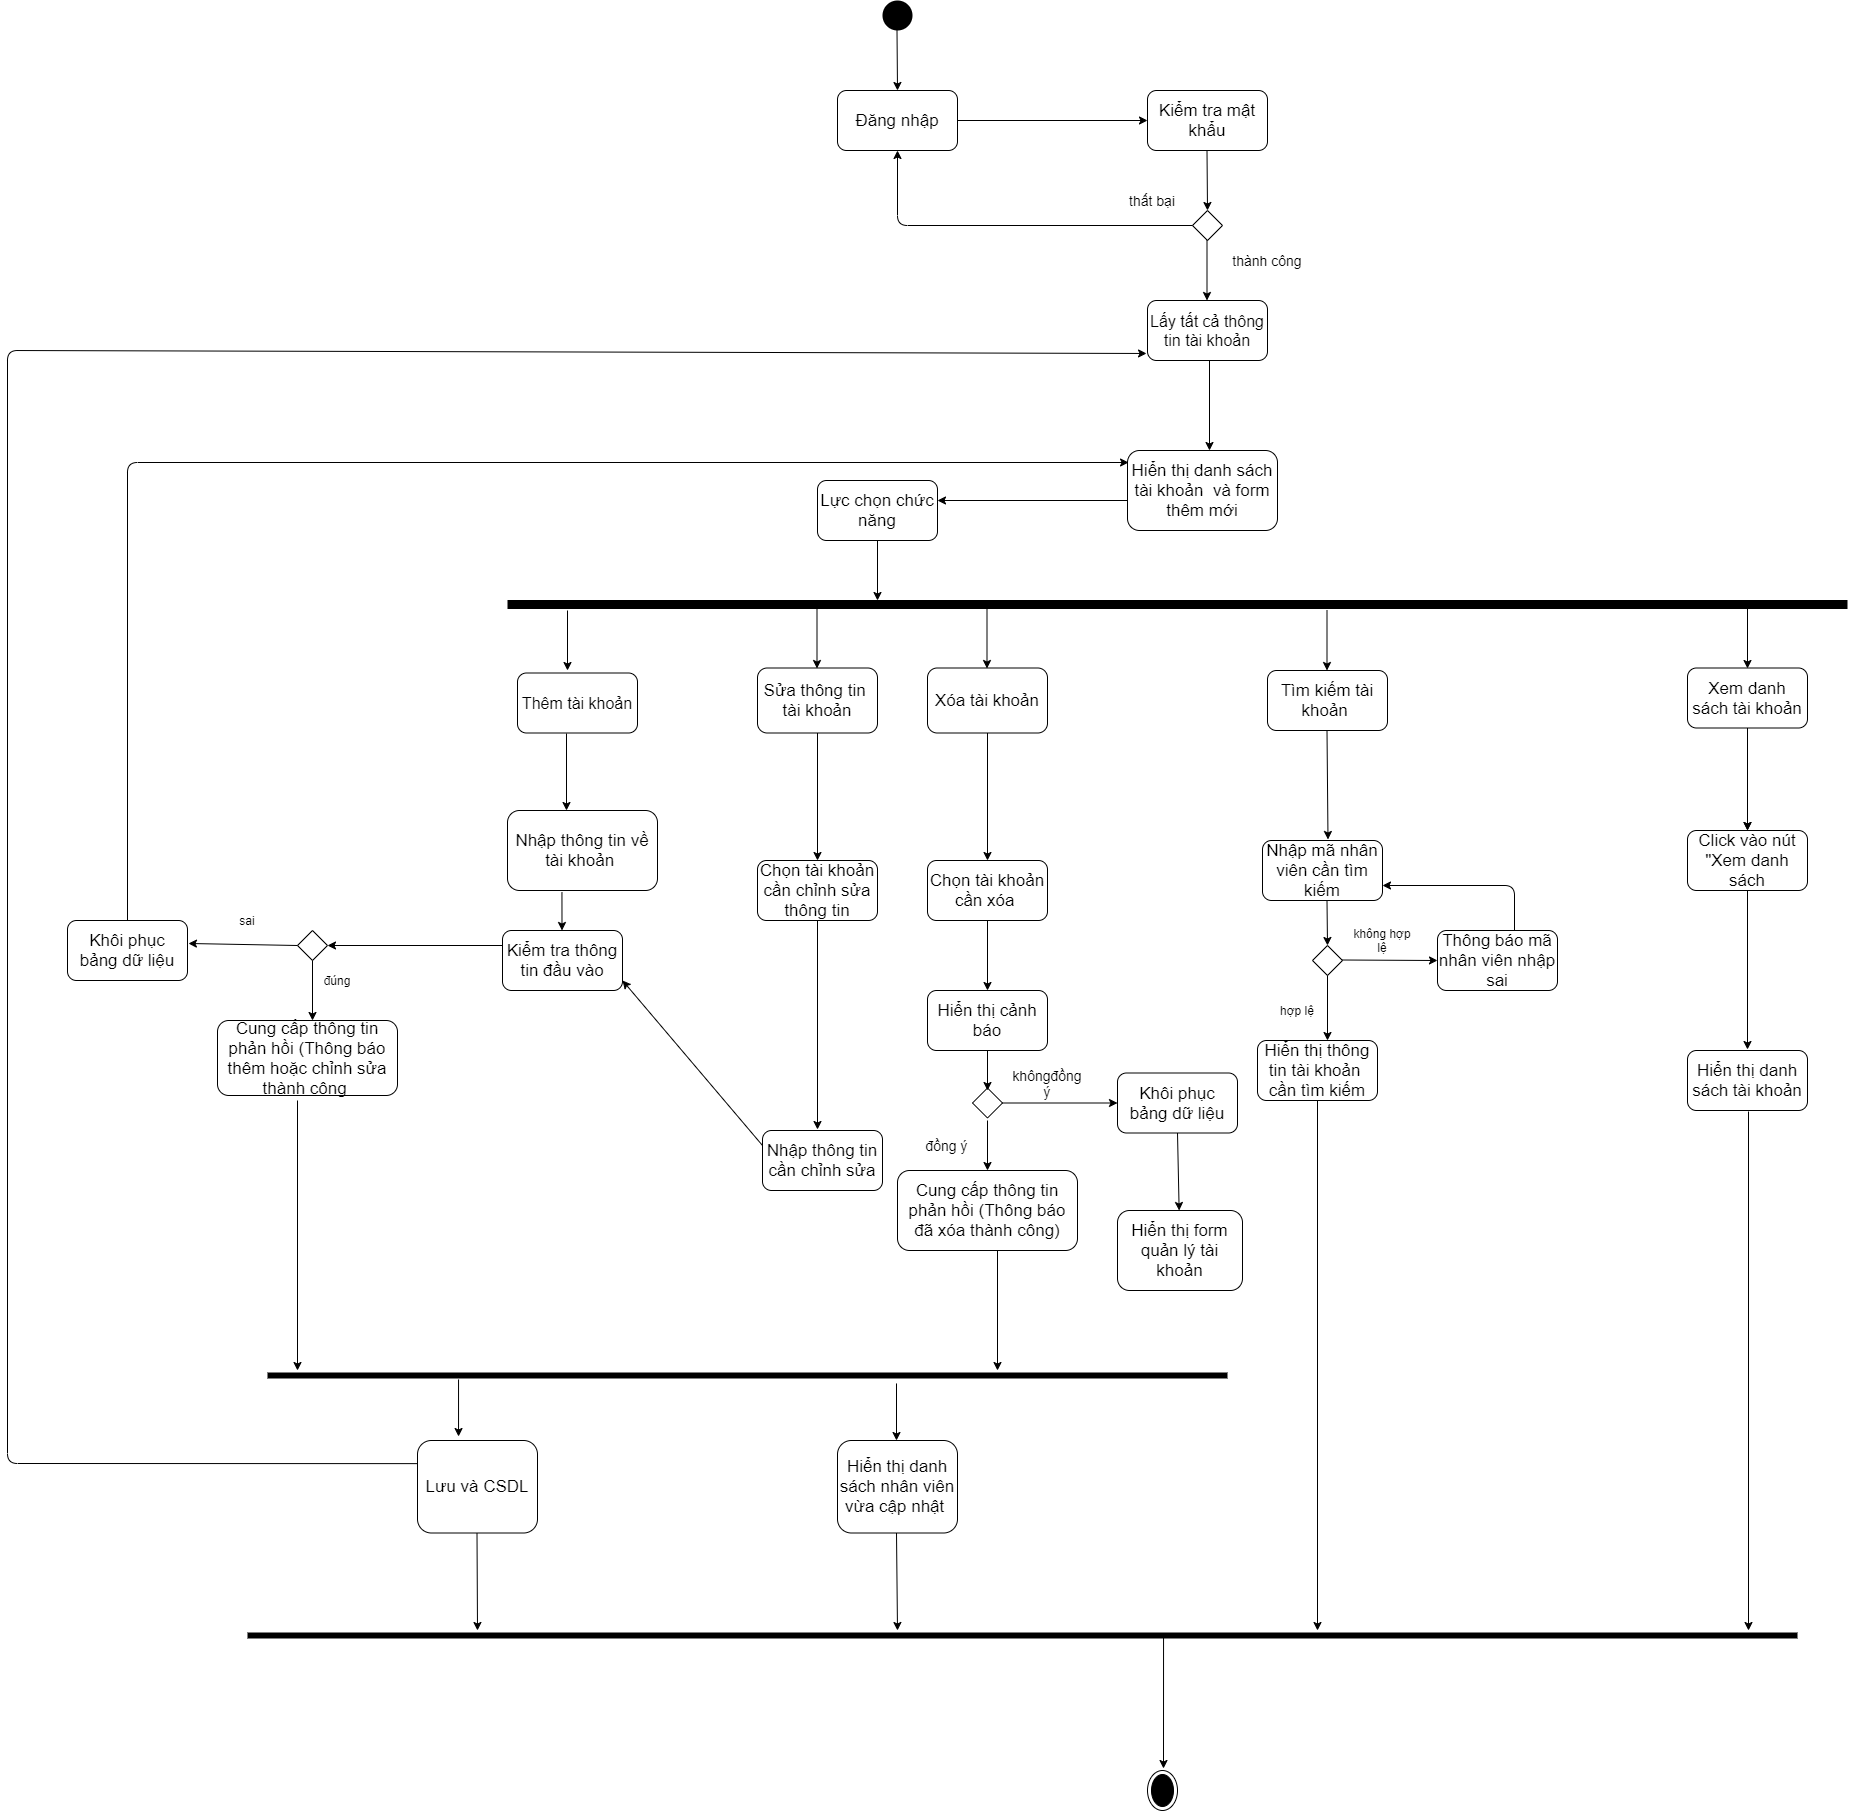 Đăng nhập
Kiểm tra mật
khẩu
thất bại
thành công
Lấy tất cả thông
tin tài khoản
Hiển thị danh sách
tài khoản  và form
thêm mới
Lực chọn chức
năng
Thêm tài khoản
Sửa thông tin
tài khoản
Xóa tài khoản
Tìm kiếm tài
khoản
Xem danh
sách tài khoản
Nhập thông tin về
tài khoản
Chọn tài khoản
cần chỉnh sửa
thông tin
Chọn tài khoản
cần xóa
Nhập mã nhân
viên cần tìm
kiếm
Click vào nút
"Xem danh
sách
Khôi phục
bảng dữ liệu
sai
đúng
Kiểm tra thông
tin đầu vào
không hợp
lệ
Thông báo mã
nhân viên nhập
sai
hợp lệ
Cung cấp thông tin
phản hồi (Thông báo
thêm hoặc chỉnh sửa
thành công
Hiển thị cảnh
báo
Hiển thị thông
tin tài khoản
cần tìm kiếm
Hiển thị danh
sách tài khoản
khôngđồng
ý
Khôi phục
bảng dữ liệu
đồng ý
Nhập thông tin
cần chỉnh sửa
Cung cấp thông tin
phản hồi (Thông báo
đã xóa thành công)
Hiển thị form
quản lý tài
khoản
Lưu và CSDL
Hiển thị danh
sách nhân viên
vừa cập nhật